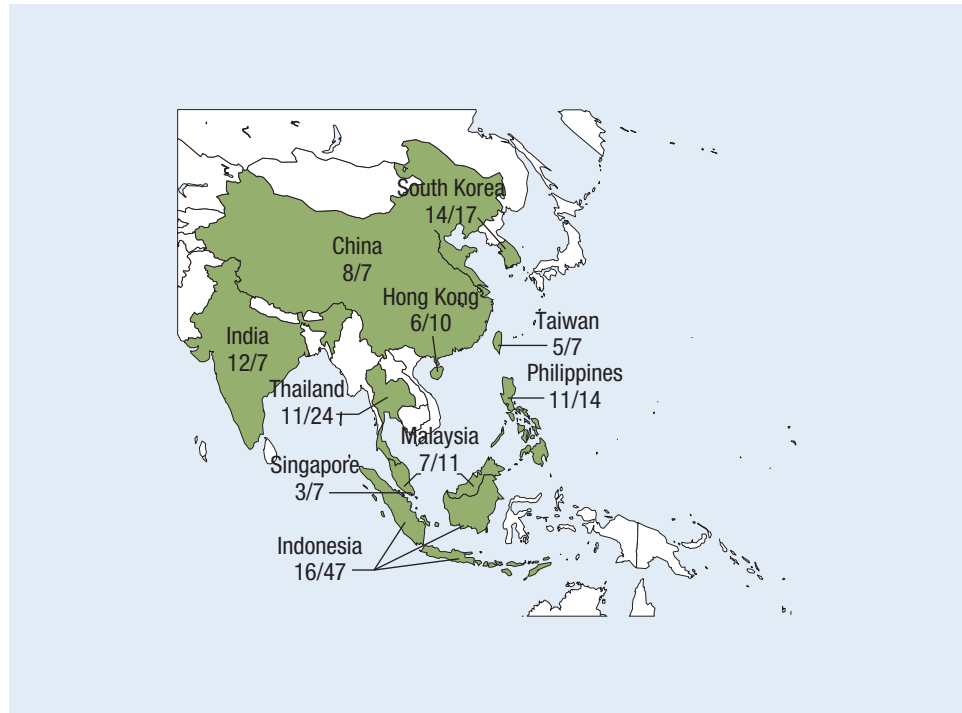 South Korea
14/17
China
8/7
Hong Kong
6/10
Taiwan
5/7
India
12/7
Philippines
11/14
Thailand
11/24
Malaysia
7/11
Singapore
3/7
Indonesia
16/47